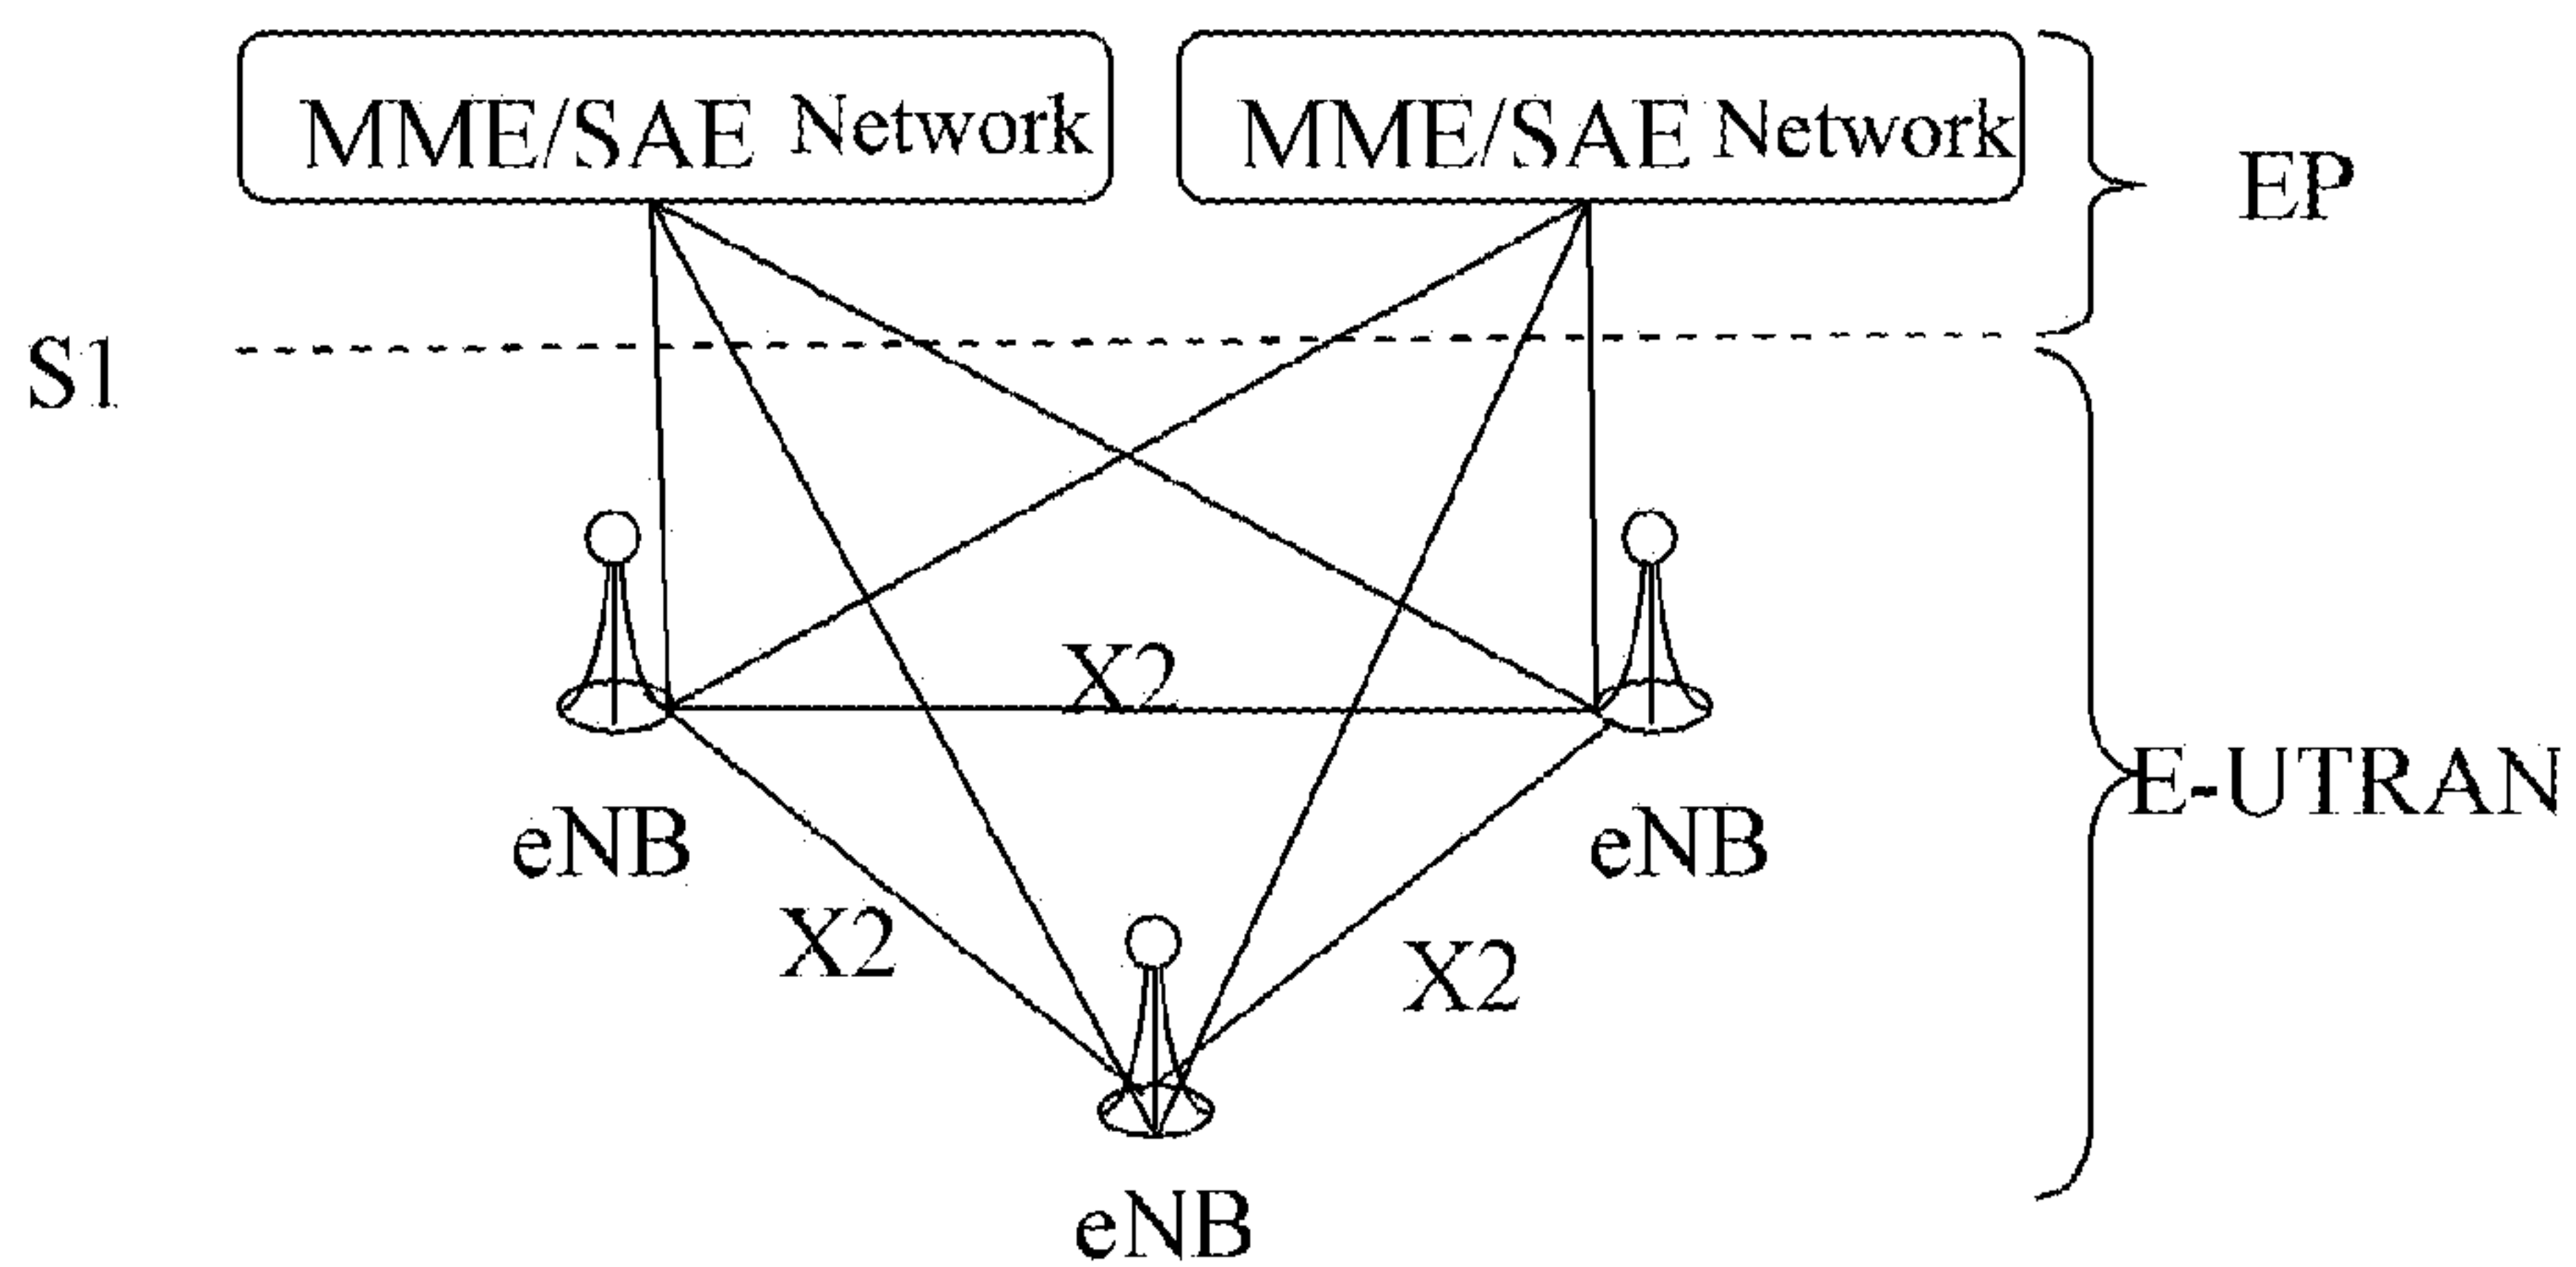 MME/SAE Network
MME/SAE Network
EP
S1
X2
eNB
eNB
E-UTRAN
X2
X2
eNB